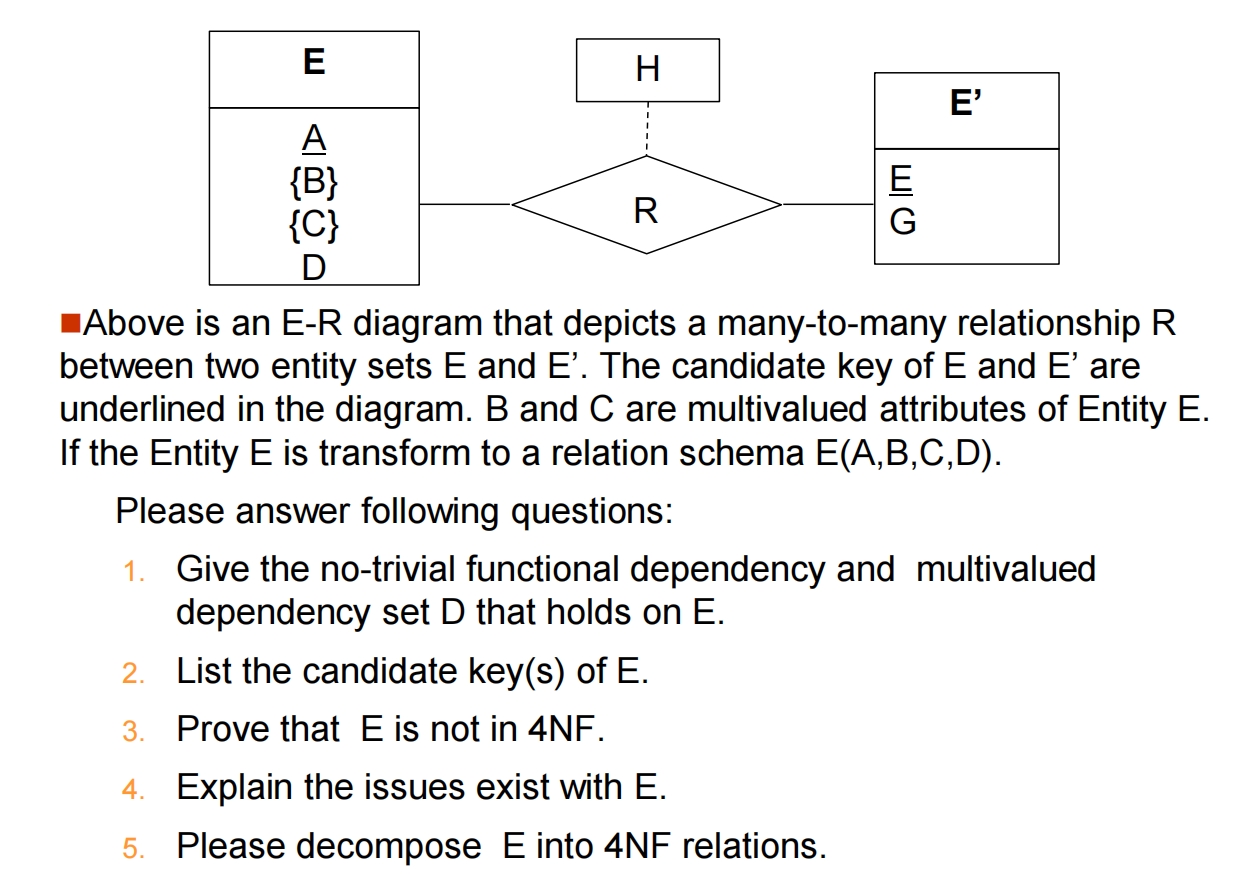 E
H
E’
A
{B}
{C}
D
R
E
G
Above is an E-R diagram that depicts a many-to-many relationship R
between two entity sets E and E’. The candidate key of E and E’ are
underlined in the diagram. B and C are multivalued attributes of Entity E.
If the Entity E is transform to a relation schema E(A,B,C,D).
Please answer following questions:
1. Give the no-trivial functional dependency and multivalued
dependency set D that holds on E.
2. List the candidate key(s) of E.
3. Prove that E is not in 4NF.
4. Explain the issues exist with E.
5. Please decompose E into 4NF relations.